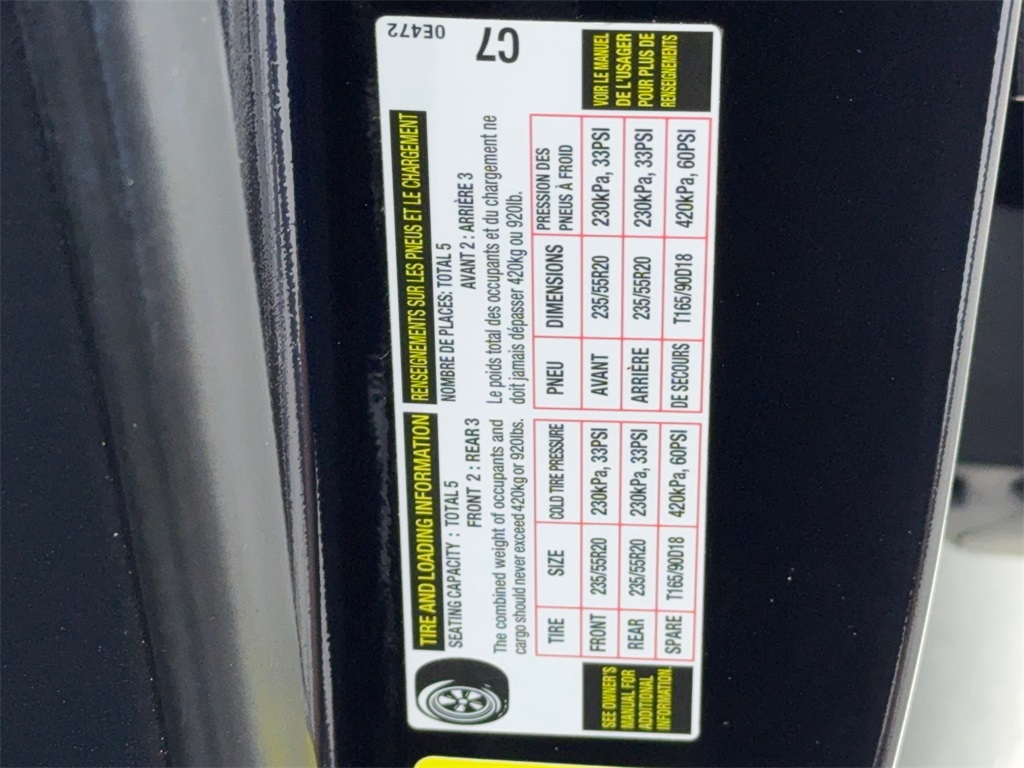 TIRE AND LOADING INFORMATION
SEATING CAPACITY : TOTAL 5
FRONT 2 : REAR 3
The combined weight of occupants and
cargo should never exceed 420kg or 920lbs.
TIRE SIZE COLD TIRE PRESSURE
FRONT 235/55R20 230kPa, 33PSI
REAR 235/55R20 230kPa, 33PSI
SPARE T165/90D18 420kPa, 60PSI
SEE OWNER'S
MANUAL FOR
ADDITIONAL
INFORMATION.
RENSEIGNEMENTS SUR LES PNEUS ET LE CHARGEMENT
NOMBRE DE PLACES: TOTAL 5
AVANT 2 : ARRIÈRE 3
Le poids total des occupants et du chargement ne
doit jamais dépasser 420kg ou 920lb.
PNEU DIMENSIONS PRESSION DES
PNEUS À FROID
AVANT 235/55R20 230kPa, 33PSI
ARRIÈRE 235/55R20 230kPa, 33PSI
DE SECOURS T165/90D18 420kPa, 60PSI
VOIR LE MANUEL
DE L'USAGER
POUR PLUS DE
RENSEIGNEMENTS
0E472
C7